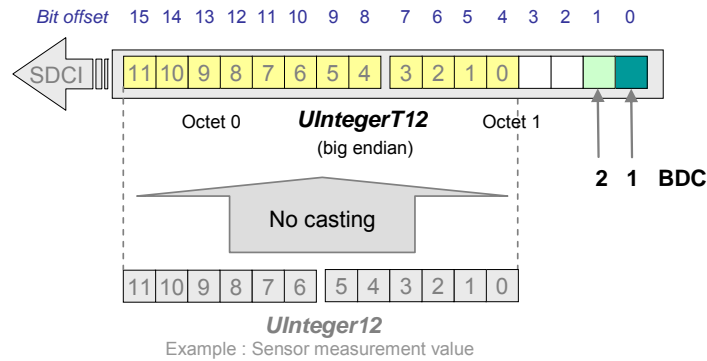 Bit offset 15 14 13 12 11 10 9 8 7 6 5 4 3 2 1 0
SDCI 11 10 9 8 7 6 5 4 3 2 1 0
Octet 0 UIntegerT12 Octet 1
(big endian)
2 1 BDC
No casting
11 10 9 8 7 6 5 4 3 2 1 0
UInteger12
Example : Sensor measurement value